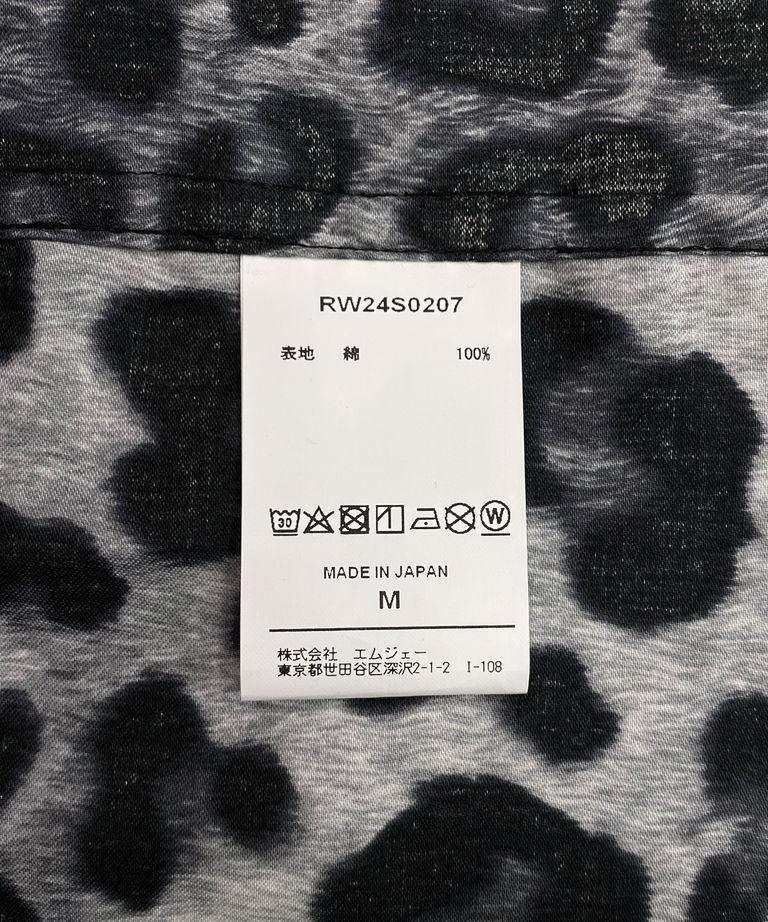 RW24S0207
表地 綿 100%
30 W
MADE IN JAPAN
M
株式会社 エムジェー
東京都世田谷区深沢2-1-2 I-108